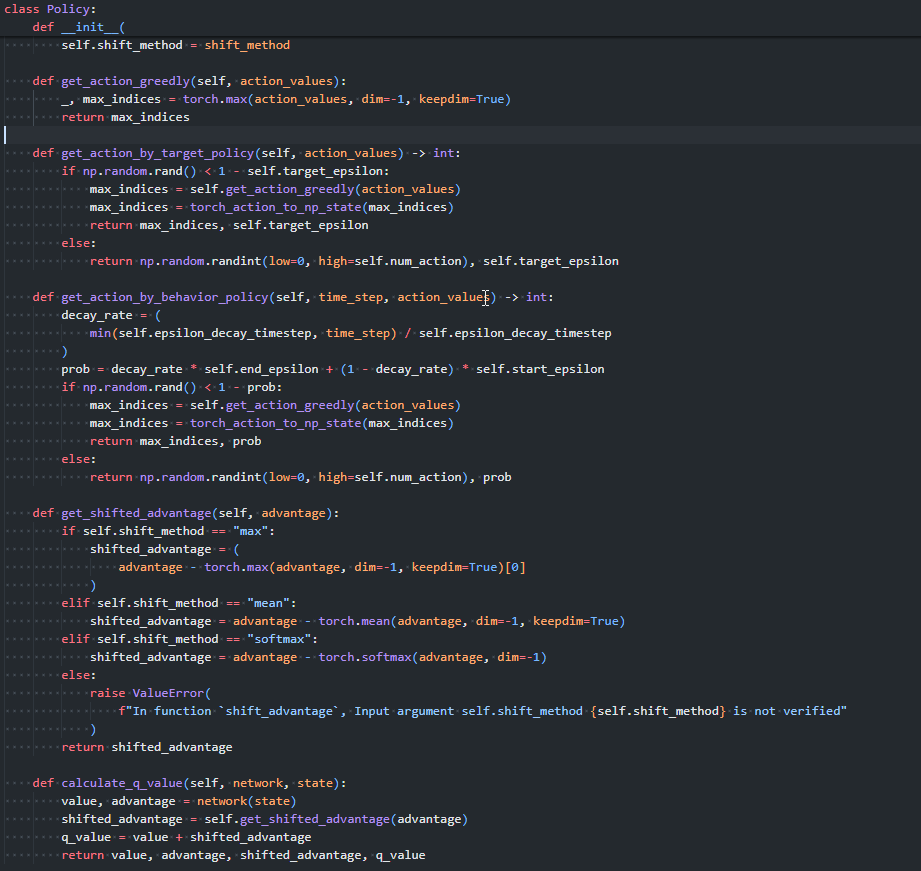 class Policy:
    def __init__(
        self.shift_method = shift_method

    def get_action_greedly(self, action_values):
        _, max_indices = torch.max(action_values, dim=-1, keepdim=True)
        return max_indices

    def get_action_by_target_policy(self, action_values) -> int:
        if np.random.rand() < 1 - self.target_epsilon:
            max_indices = self.get_action_greedly(action_values)
            max_indices = torch_action_to_np_state(max_indices)
            return max_indices, self.target_epsilon
        else:
            return np.random.randint(low=0, high=self.num_action), self.target_epsilon

    def get_action_by_behavior_policy(self, time_step, action_values) -> int:
        decay_rate = (
            min(self.epsilon_decay_timestep, time_step) / self.epsilon_decay_timestep
        )
        prob = decay_rate * self.end_epsilon + (1 - decay_rate) * self.start_epsilon
        if np.random.rand() < 1 - prob:
            max_indices = self.get_action_greedly(action_values)
            max_indices = torch_action_to_np_state(max_indices)
            return max_indices, prob
        else:
            return np.random.randint(low=0, high=self.num_action), prob

    def get_shifted_advantage(self, advantage):
        if self.shift_method == "max":
            shifted_advantage = (
                advantage - torch.max(advantage, dim=-1, keepdim=True)[0]
            )
        elif self.shift_method == "mean":
            shifted_advantage = advantage - torch.mean(advantage, dim=-1, keepdim=True)
        elif self.shift_method == "softmax":
            shifted_advantage = advantage - torch.softmax(advantage, dim=-1)
        else:
            raise ValueError(
                f"In function `shift_advantage`, Input argument self.shift_method {self.shift_method} is not verified"
            )
        return shifted_advantage

    def calculate_q_value(self, network, state):
        value, advantage = network(state)
        shifted_advantage = self.get_shifted_advantage(advantage)
        q_value = value + shifted_advantage
        return value, advantage, shifted_advantage, q_value